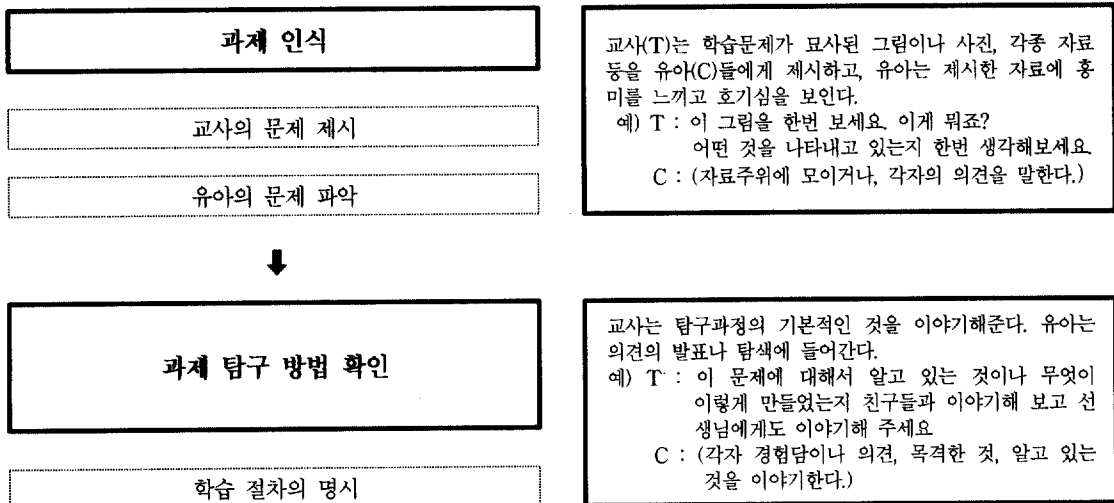 과제 인식
교사의 문제 제시
유아의 문제 파악
교사(T)는 학습문제가 묘사된 그림이나 사진, 각종 자료
등을 유아(C)들에게 제시하고, 유아는 제시한 자료에 흥
미를 느끼고 호기심을 보인다.
예) T : 이 그림을 한번 보세요. 이게 뭐죠?
어떤 것을 나타내고 있는지 한번 생각해보세요.
C : (자료주위에 모이거나, 각자의 의견을 말한다.)
과제 탐구 방법 확인
학습 절차의 명시
교사는 탐구과정의 기본적인 것을 이야기해준다. 유아는
의견의 발표나 탐색에 들어간다.
예) T : 이 문제에 대해서 알고 있는 것이나 무엇이
이렇게 만들었는지 친구들과 이야기해 보고 선
생님에게도 이야기해 주세요
C : (각자 경험담이나 의견, 목격한 것, 알고 있는
것을 이야기한다.)